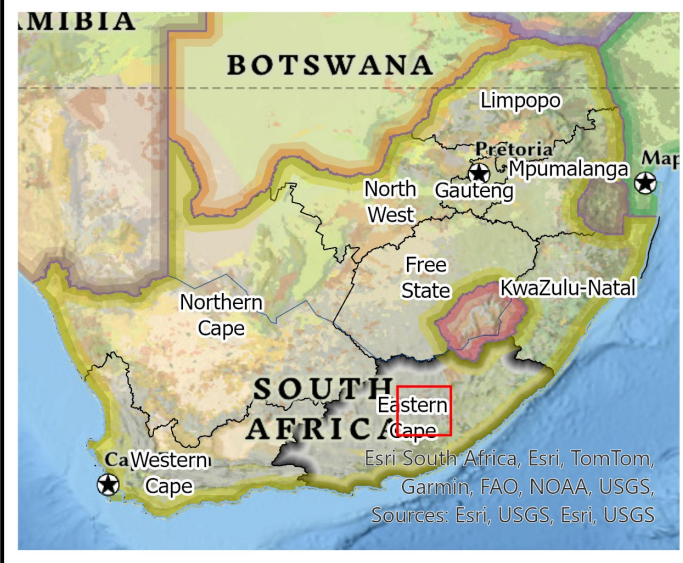 AMIBIA
BOTSWANA
Limpopo
Pretoria
Mpumalanga
Map
North
West
Gauteng
Free
State
KwaZulu-Natal
Northern
Cape
SOUTH
AFRICA
Eastern
Cape
Ca
Western
Cape
Esri South Africa, Esri, TomTom,
Garmin, FAO, NOAA, USGS,
Sources: Esri, USGS, Esri, USGS